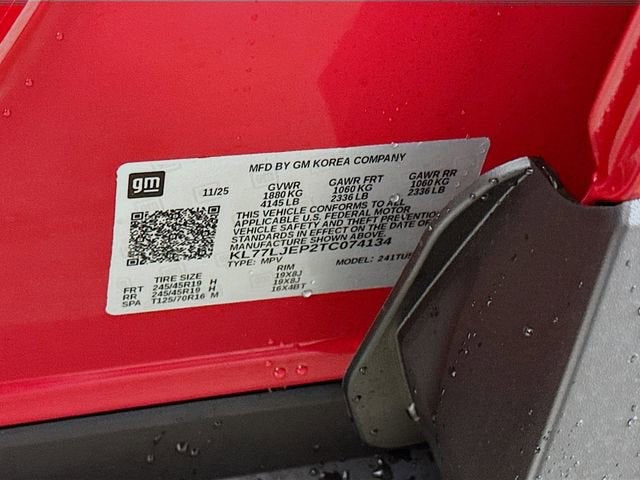 gm
MFD BY GM KOREA COMPANY
11/25 GVWR GAWR FRT GAWR RR
1880 KG 1060 KG 1060 KG
4145 LB 2336 LB 2336 LB
THIS VEHICLE CONFORMS TO ALL
APPLICABLE U.S. FEDERAL MOTOR
VEHICLE SAFETY AND THEFT PREVENTIO
STANDARDS IN EFFECT ON THE DATE OF
MANUFACTURE SHOWN ABOVE.
KL77LJEP2TC074134
TYPE: MPV MODEL: 241TU
TIRE SIZE RIM
FRT 245/45R19 H 19X8J
RR 245/45R19 H 19X8J
SPA T125/70R16 M 16X4BT